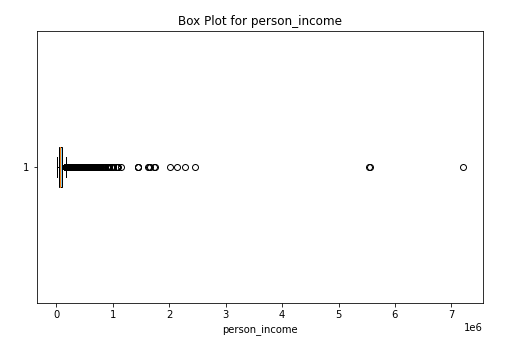 Box Plot for person_income
1
0 1 2 3 4 5 6 7
1e6
person_income